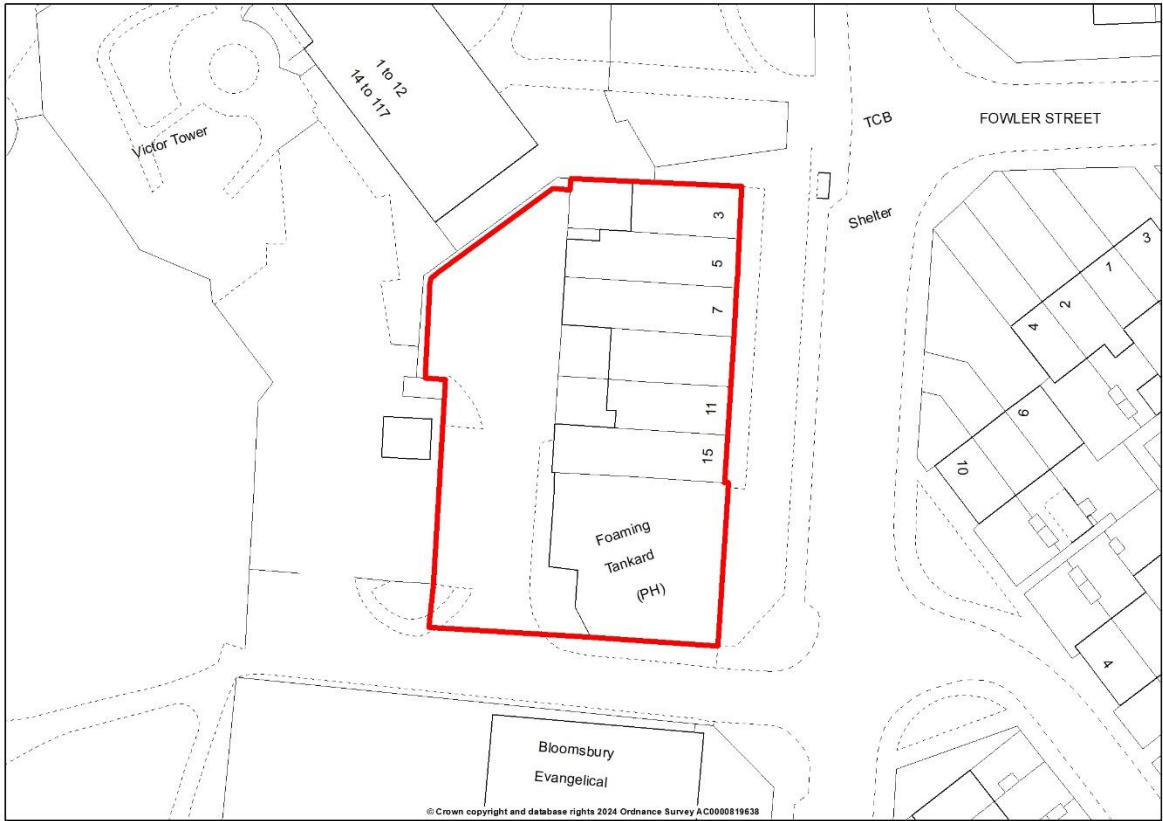 1 to 12
14 to 117
Victor Tower
TCB
FOWLER STREET
Shelter
3
5
7
11
15
Foaming
Tankard
(PH)
3
1
2
4
6
10
4
Bloomsbury
Evangelical
© Crown copyright and database rights 2024 Ordnance Survey AC0000819638